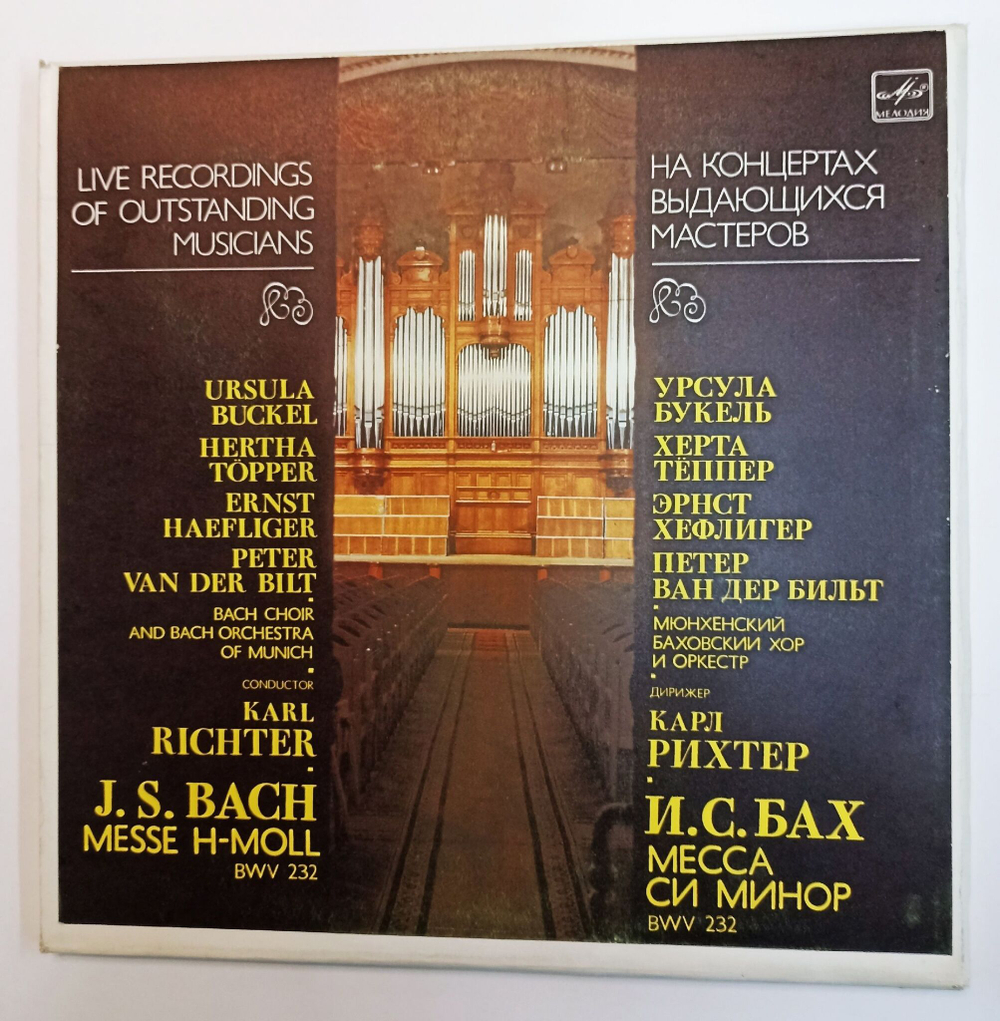 LIVE RECORDINGS
OF OUTSTANDING
MUSICIANS
URSULA
BUCKEL
HERTHA
TÖPPER
ERNST
HAEFLIGER
PETER
VAN DER BILT
BACH CHOIR
AND BACH ORCHESTRA
OF MUNICH
CONDUCTOR
KARL
RICHTER
J. S. BACH
MESSE H-MOLL
BWV 232
МЕЛОДИЯ
НА КОНЦЕРТАХ
ВЫДАЮЩИХСЯ
МАСТЕРОВ
УРСУЛА
БУКЕЛЬ
ХЕРТА
ТЁППЕР
ЭРНСТ
ХЕФЛИГЕР
ПЕТЕР
ВАН ДЕР БИЛЬТ
МЮНХЕНСКИЙ
БАХОВСКИЙ ХОР
И ОРКЕСТР
ДИРИЖЕР
КАРЛ
РИХТЕР
И.С.БАХ
МЕССА
СИ МИНОР
BWV 232